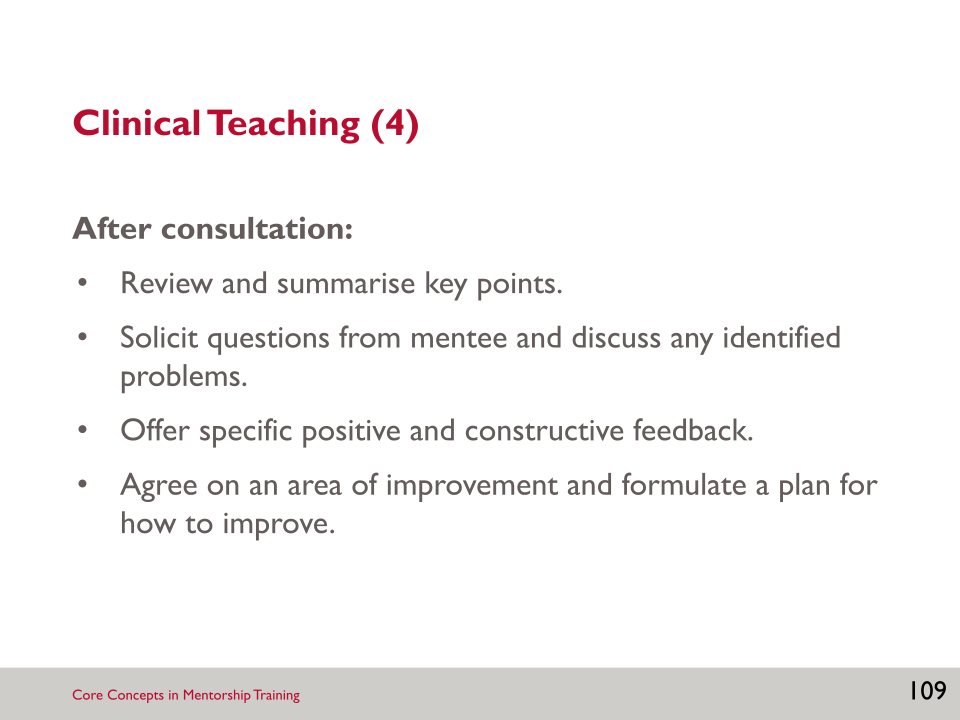 Clinical Teaching (4)
After consultation:
• Review and summarise key points.
• Solicit questions from mentee and discuss any identified
problems.
• Offer specific positive and constructive feedback.
• Agree on an area of improvement and formulate a plan for
how to improve.
Core Concepts in Mentorship Training
109